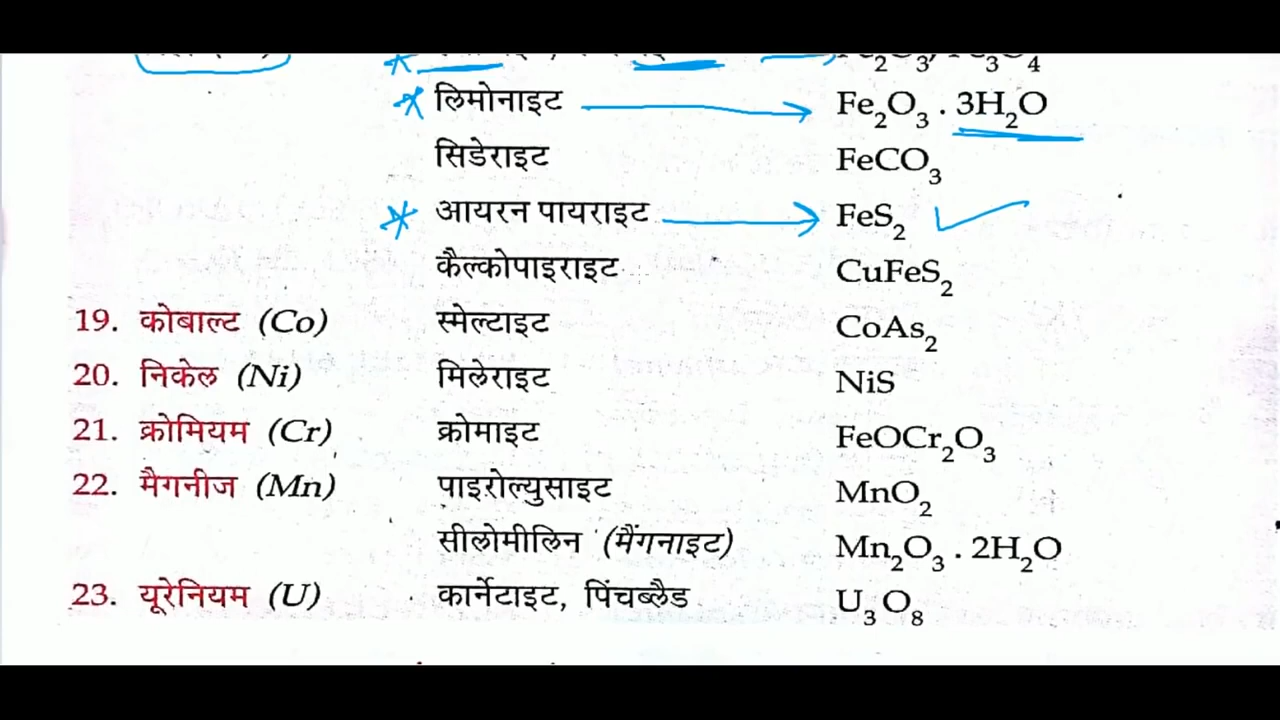 Fe₂O₃, Fe₃O₄
* लिमोनाइट → Fe₂O₃ . 3H₂O
सिडेराइट FeCO₃
* आयरन पायराइट → FeS₂ ✓
कैल्कोपाइराइट CuFeS₂
19. कोबाल्ट (Co) स्मेल्टाइट CoAs₂
20. निकेल (Ni) मिलेराइट NiS
21. क्रोमियम (Cr) क्रोमाइट FeOCr₂O₃
22. मैगनीज (Mn) पाइरोल्युसाइट MnO₂
सीलोमीलिन (मैंगनाइट) Mn₂O₃ . 2H₂O
23. यूरेनियम (U) कार्नेटाइट, पिंचब्लैड U₃O₈